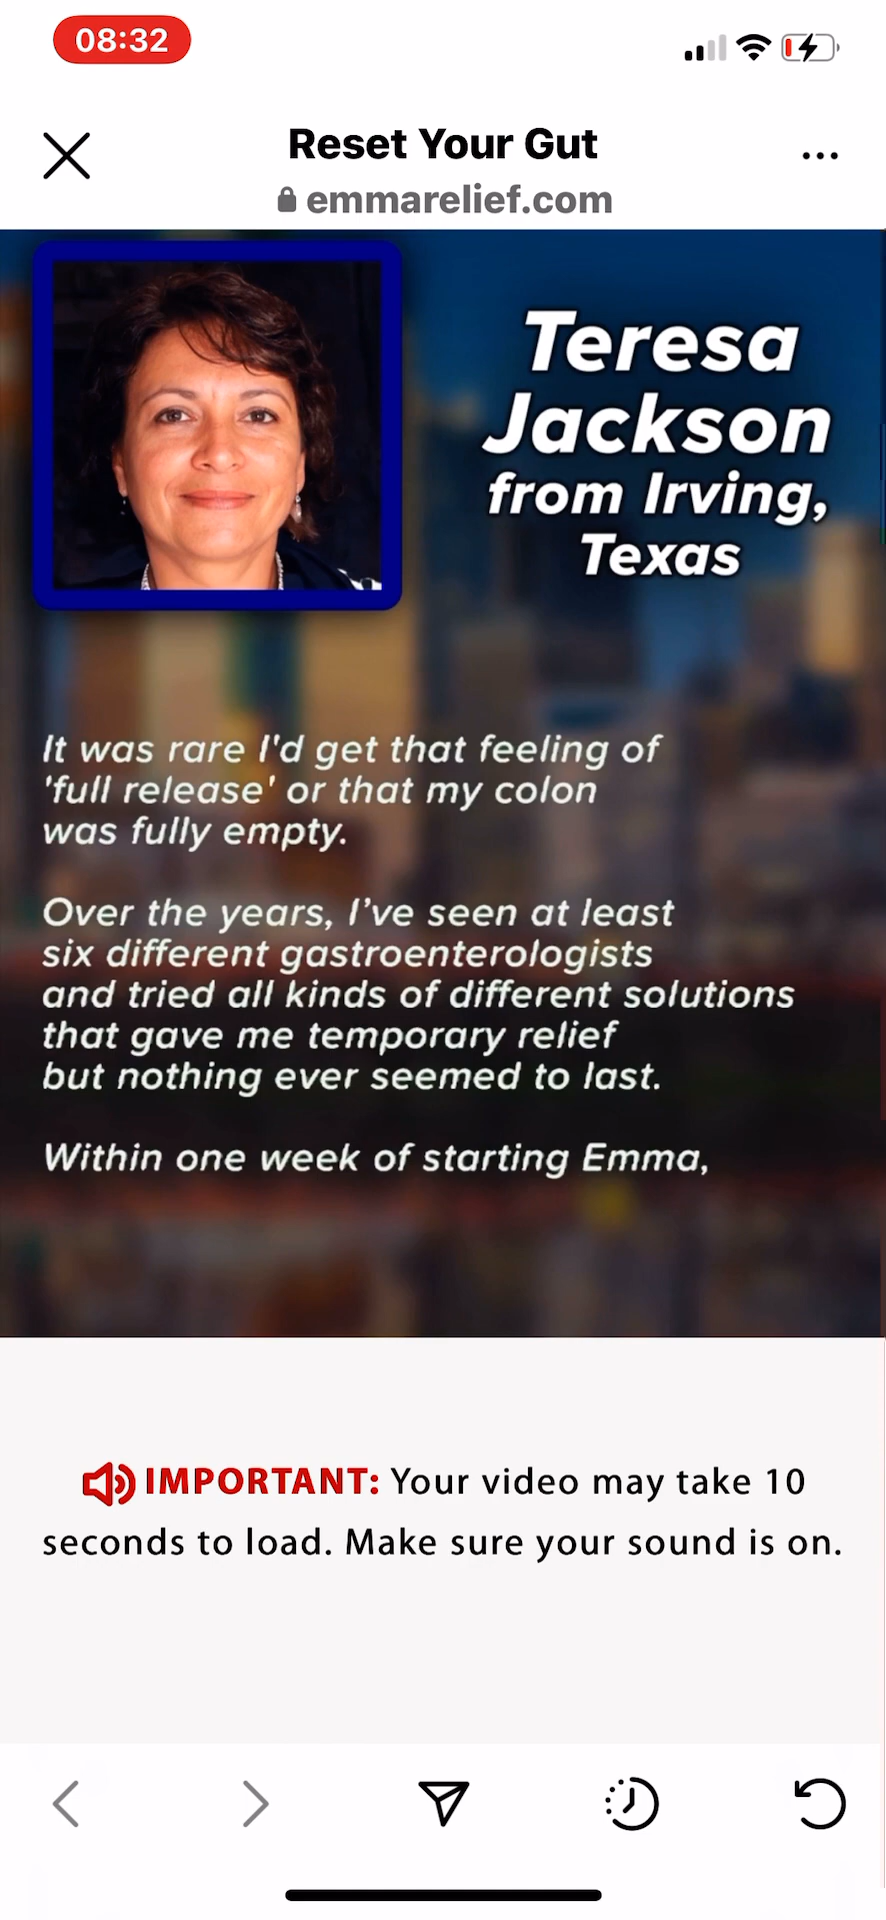 08:32
Reset Your Gut
emmarelief.com
Teresa
Jackson
from Irving,
Texas
It was rare I'd get that feeling of
'full release' or that my colon
was fully empty.
Over the years, I’ve seen at least
six different gastroenterologists
and tried all kinds of different solutions
that gave me temporary relief
but nothing ever seemed to last.
Within one week of starting Emma,
IMPORTANT: Your video may take 10
seconds to load. Make sure your sound is on.